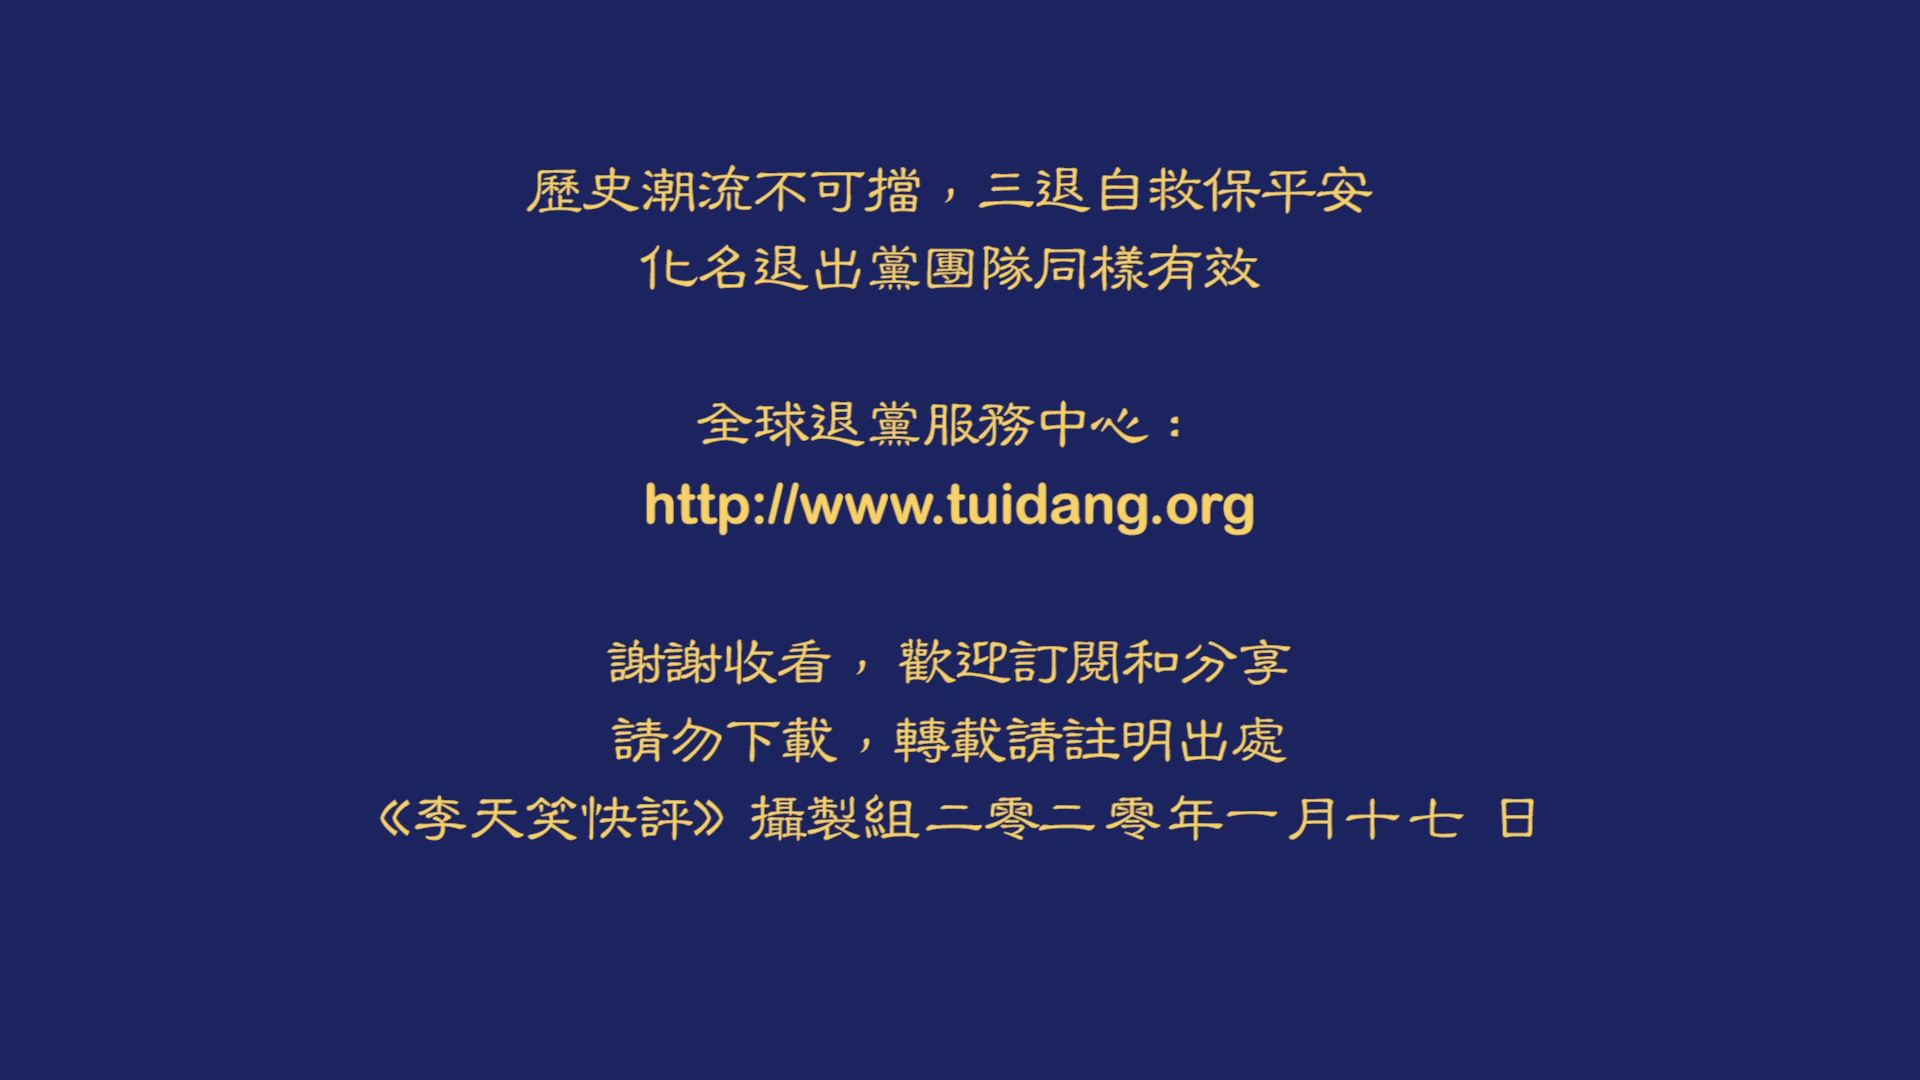 歷史潮流不可擋，三退自救保平安
化名退出黨團隊同樣有效
全球退黨服務中心：
http://www.tuidang.org
謝謝收看， 歡迎訂閱和分享
請勿下載，轉載請註明出處
《李天笑快評》攝製組二零二零年一月十七 日